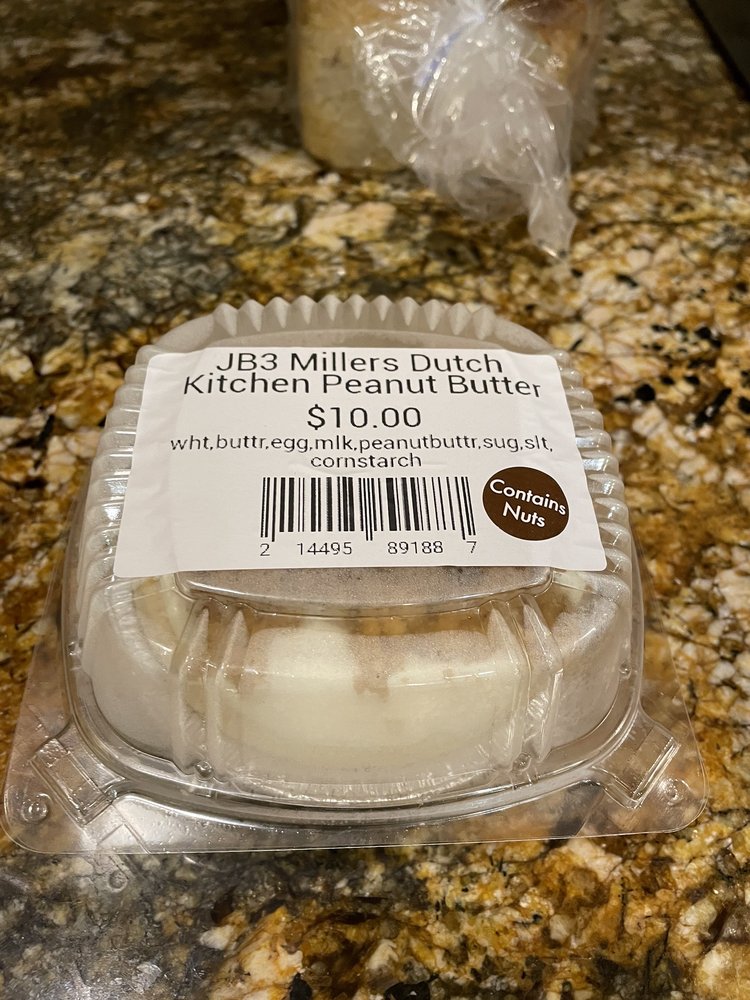 JB3 Millers Dutch
Kitchen Peanut Butter
$10.00
wht,buttr,egg,mlk,peanutbuttr,sug,slt,
cornstarch
Contains
Nuts
2 14495 89188 7